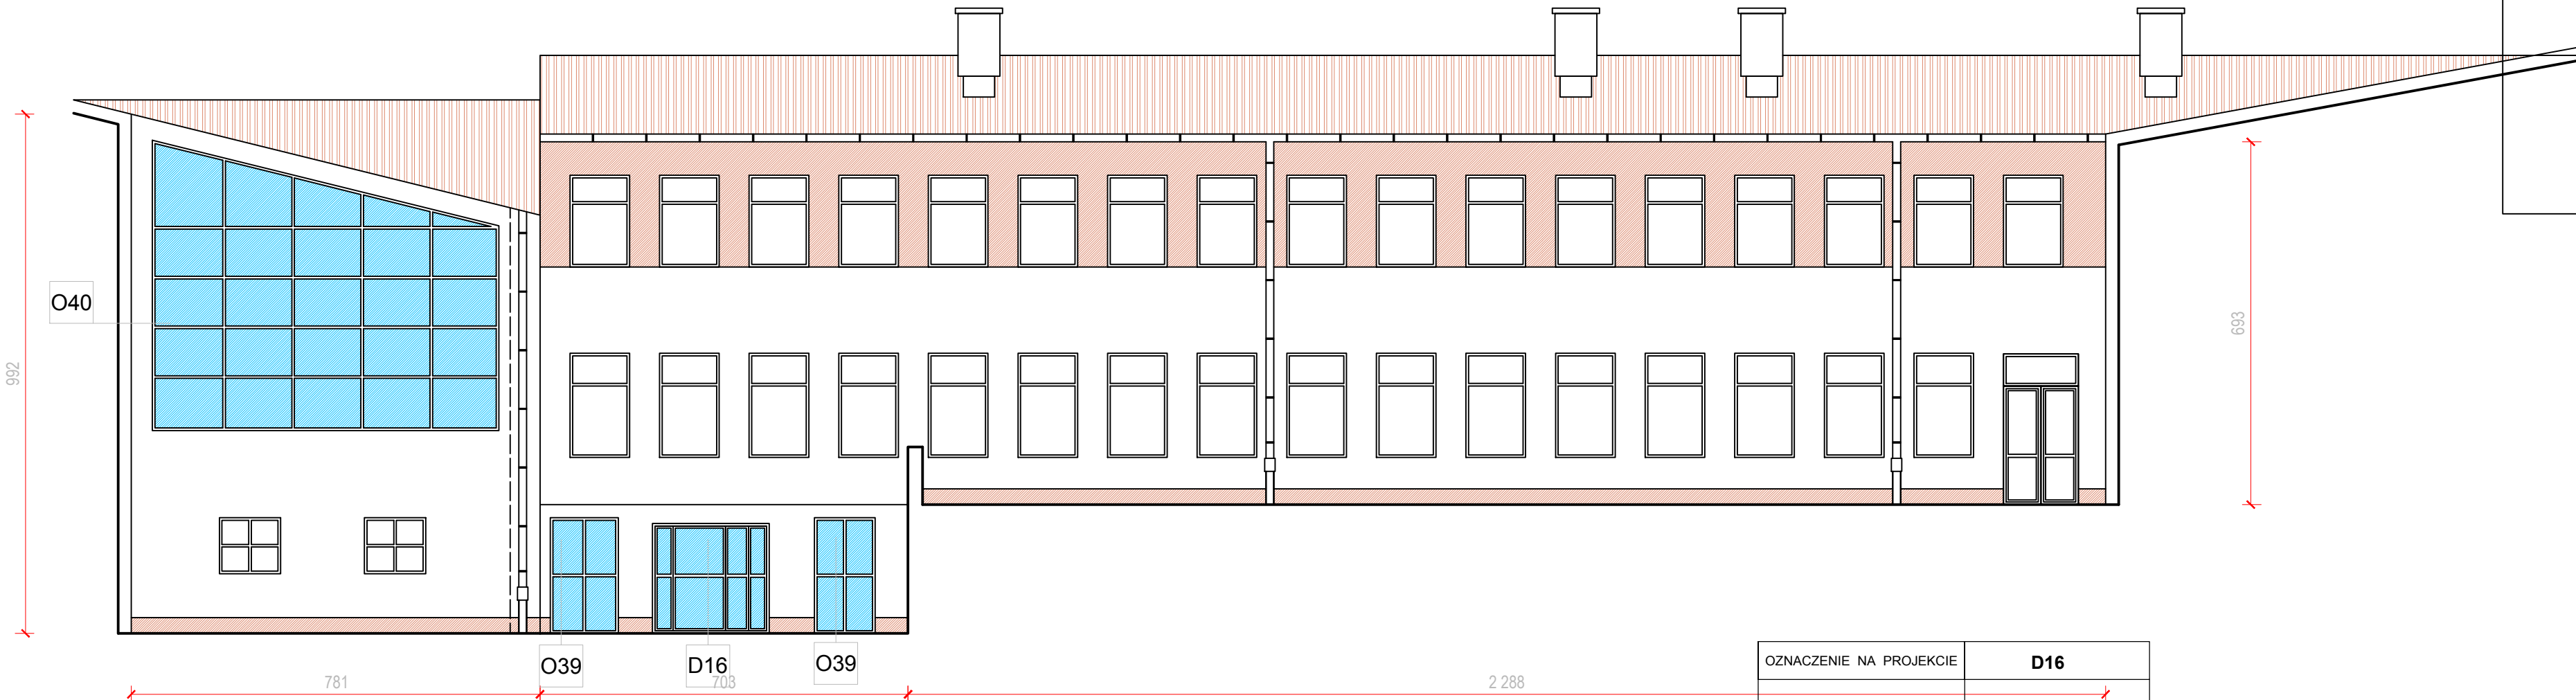 O40
992
693
O39
D16
O39
781
703
2 288
OZNACZENIE NA PROJEKCIE
D16